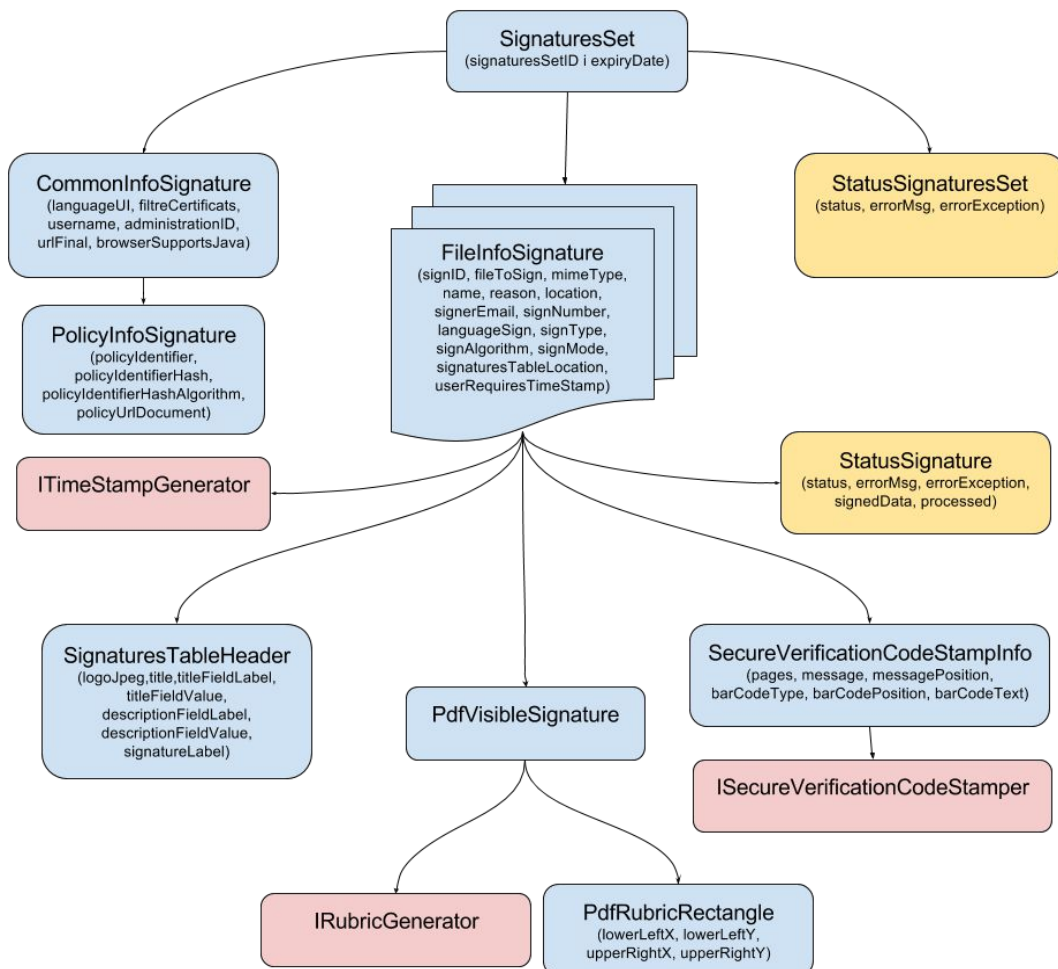 SignaturesSet
(signaturesSetID i expiryDate)
CommonInfoSignature
(languageUI, filtreCertificats,
username, administrationID,
urlFinal, browserSupportsJava)
StatusSignaturesSet
(status, errorMsg, errorException)
FileInfoSignature
(signID, fileToSign, mimeType,
name, reason, location,
signerEmail, signNumber,
languageSign, signType,
signAlgorithm, signMode,
signaturesTableLocation,
userRequiresTimeStamp)
PolicyInfoSignature
(policyIdentifier,
policyIdentifierHash,
policyIdentifierHashAlgorithm,
policyUrlDocument)
ITimeStampGenerator
StatusSignature
(status, errorMsg, errorException,
signedData, processed)
SignaturesTableHeader
(logoJpeg,title,titleFieldLabel,
titleFieldValue,
descriptionFieldLabel,
descriptionFieldValue,
signatureLabel)
PdfVisibleSignature
SecureVerificationCodeStampInfo
(pages, message, messagePosition,
barCodeType, barCodePosition, barCodeText)
ISecureVerificationCodeStamper
IRubricGenerator
PdfRubricRectangle
(lowerLeftX, lowerLeftY,
upperRightX, upperRightY)